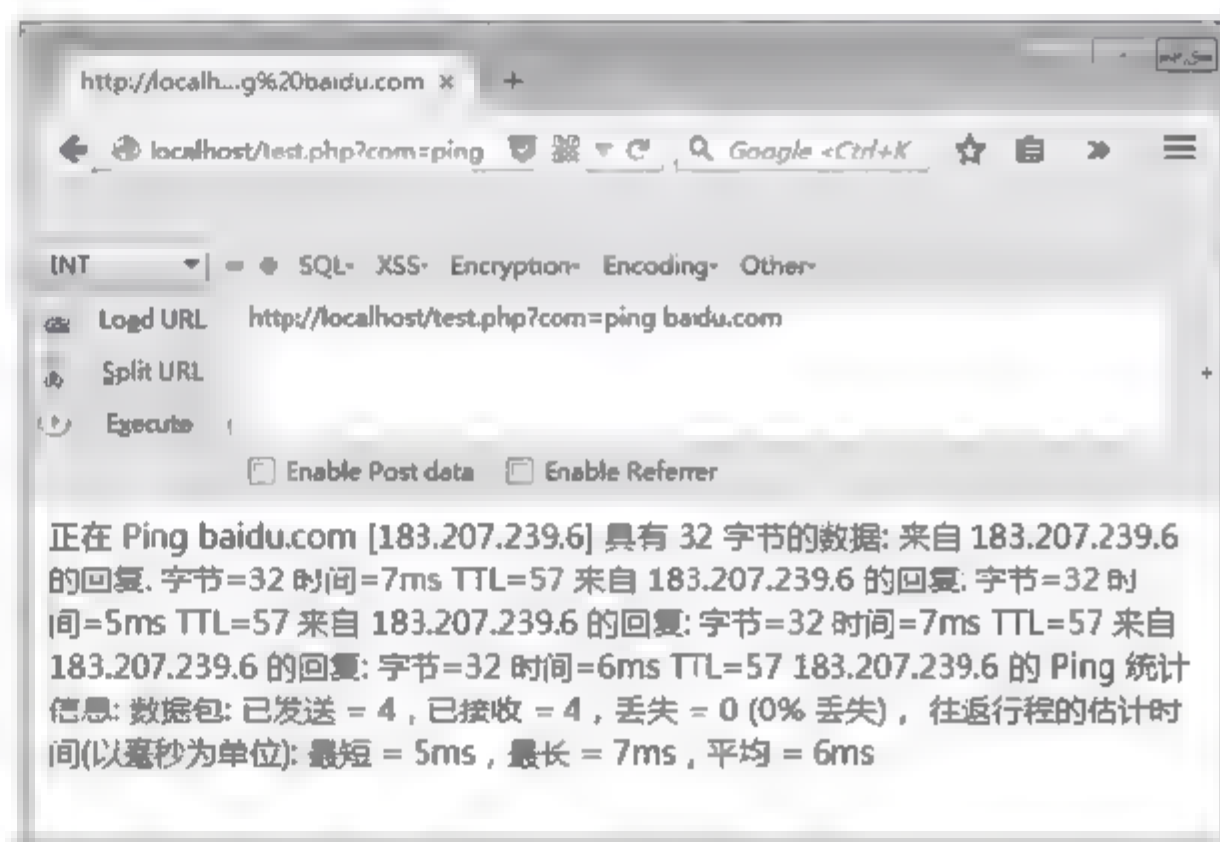 http://localh...g%20baidu.com × +
localhost/test.php?com=ping Google <Ctrl+K
INT SQL- XSS- Encryption- Encoding- Other-
Load URL http://localhost/test.php?com=ping baidu.com
Split URL
Execute
Enable Post data Enable Referrer
正在 Ping baidu.com [183.207.239.6] 具有 32 字节的数据: 来自 183.207.239.6
的回复: 字节=32 时间=7ms TTL=57 来自 183.207.239.6 的回复: 字节=32 时
间=5ms TTL=57 来自 183.207.239.6 的回复: 字节=32 时间=7ms TTL=57 来自
183.207.239.6 的回复: 字节=32 时间=6ms TTL=57 183.207.239.6 的 Ping 统计
信息: 数据包: 已发送 = 4，已接收 = 4，丢失 = 0 (0% 丢失)，往返行程的估计时
间(以毫秒为单位): 最短 = 5ms，最长 = 7ms，平均 = 6ms